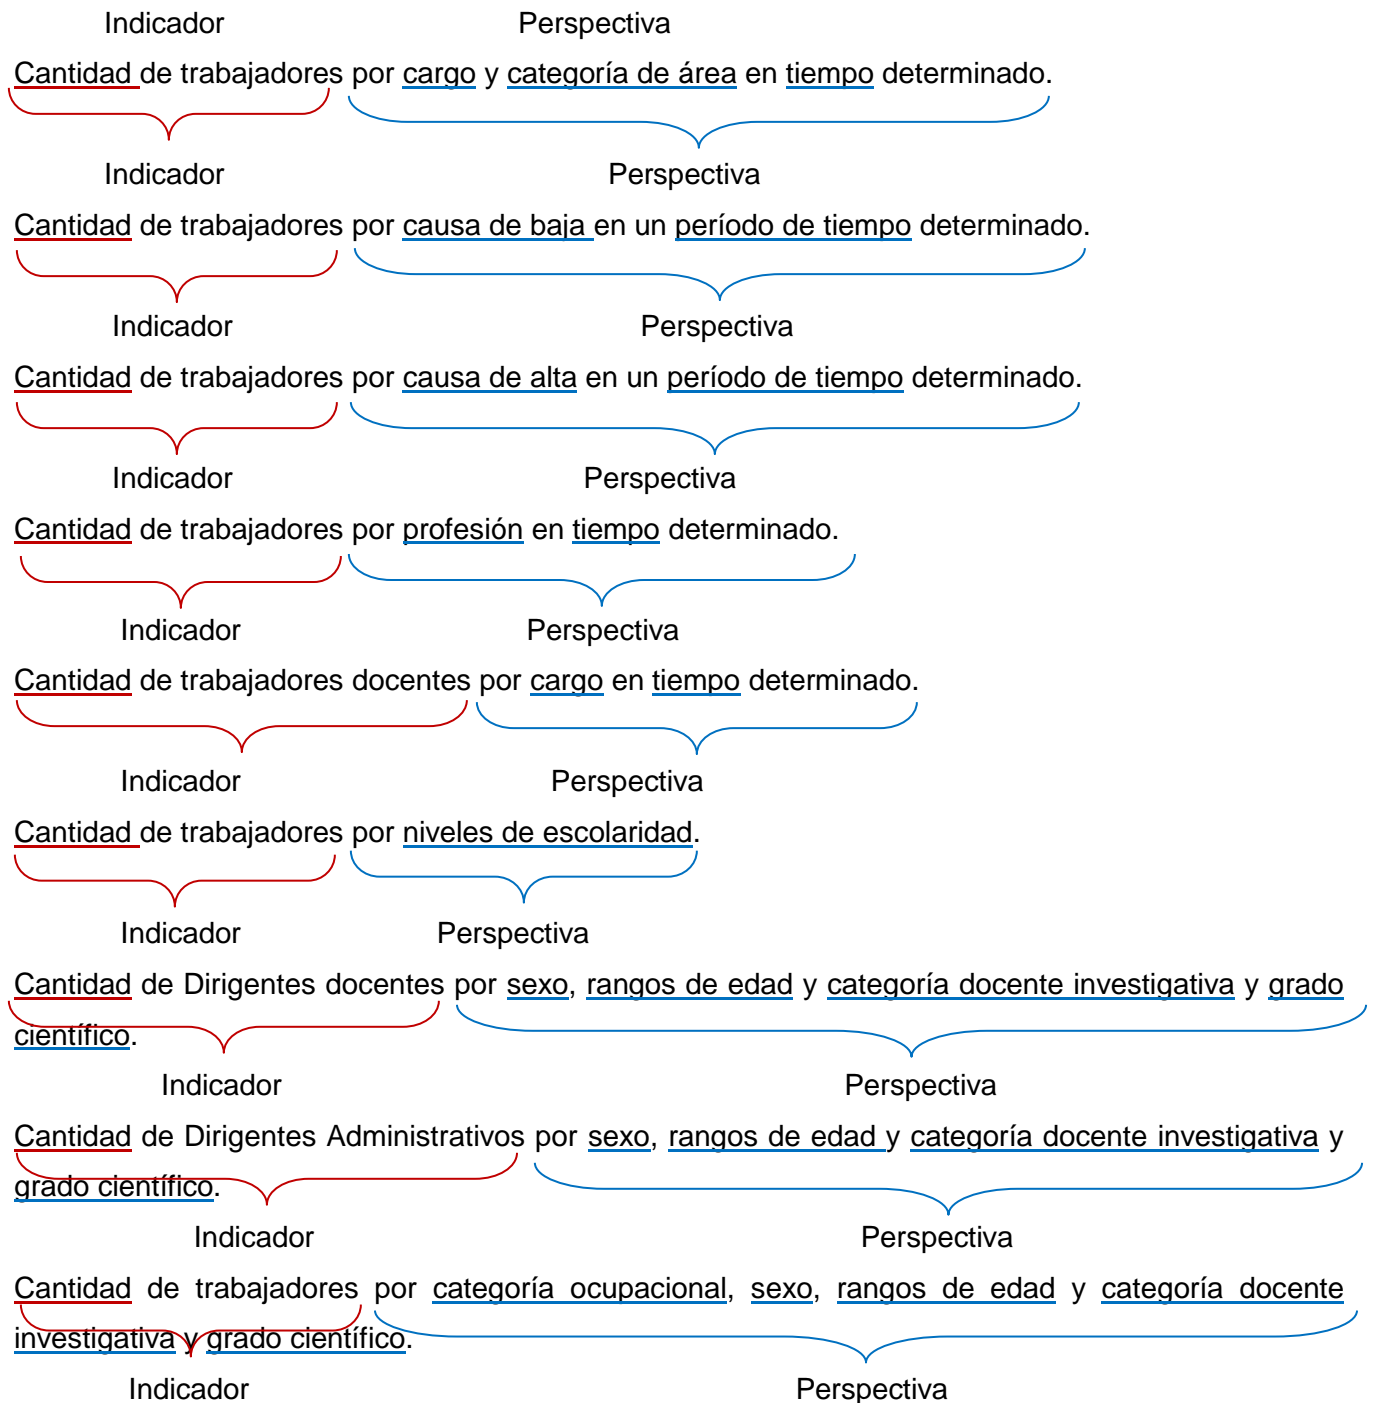 Indicador Perspectiva
Cantidad de trabajadores por cargo y categoría de área en tiempo determinado.
Indicador Perspectiva
Cantidad de trabajadores por causa de baja en un período de tiempo determinado.
Indicador Perspectiva
Cantidad de trabajadores por causa de alta en un período de tiempo determinado.
Indicador Perspectiva
Cantidad de trabajadores por profesión en tiempo determinado.
Indicador Perspectiva
Cantidad de trabajadores docentes por cargo en tiempo determinado.
Indicador Perspectiva
Cantidad de trabajadores por niveles de escolaridad.
Indicador Perspectiva
Cantidad de Dirigentes docentes por sexo, rangos de edad y categoría docente investigativa y grado
científico.
Indicador Perspectiva
Cantidad de Dirigentes Administrativos por sexo, rangos de edad y categoría docente investigativa y
grado científico.
Indicador Perspectiva
Cantidad de trabajadores por categoría ocupacional, sexo, rangos de edad y categoría docente
investigativa y grado científico.
Indicador Perspectiva